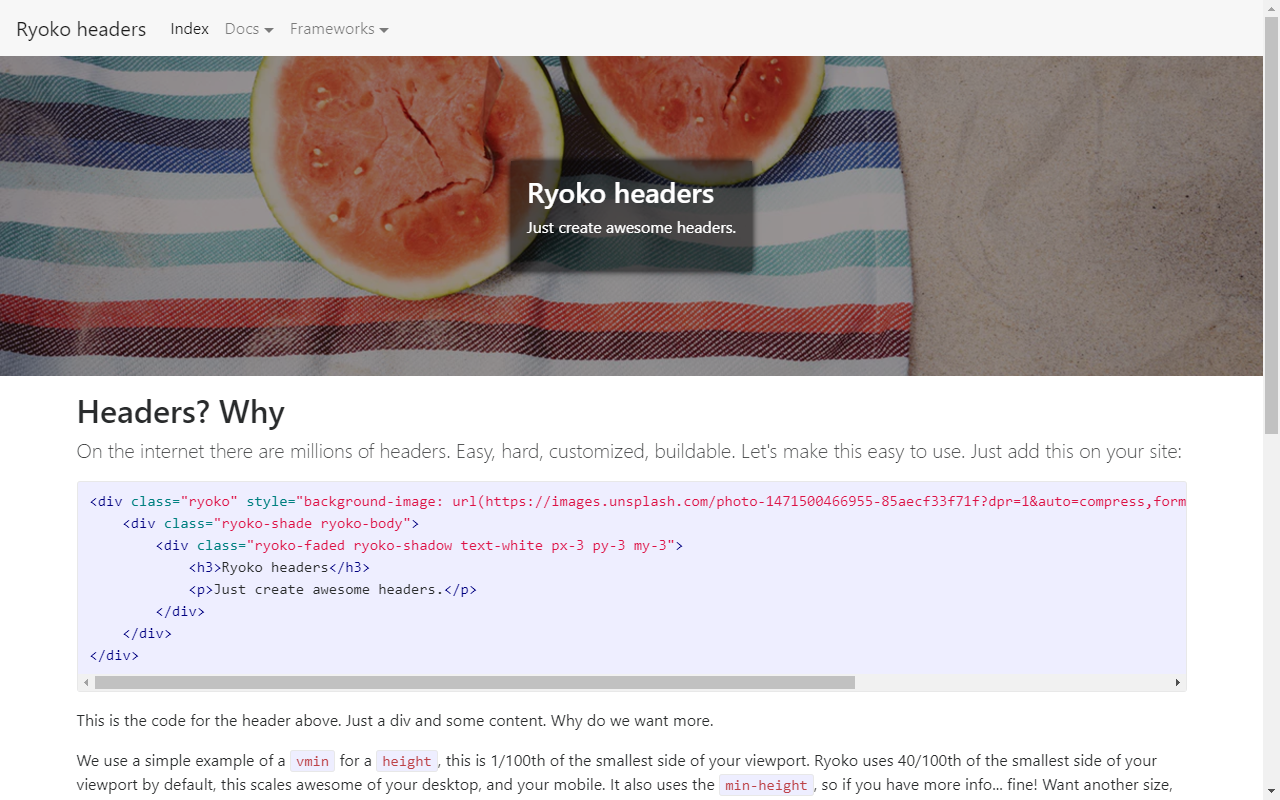 Ryoko headers Index Docs Frameworks
Ryoko headers
Just create awesome headers.
Headers? Why
On the internet there are millions of headers. Easy, hard, customized, buildable. Let's make this easy to use. Just add this on your site:
<div class="ryoko" style="background-image: url(https://images.unsplash.com/photo-1471500466955-85aecf33f71f?dpr=1&auto=compress,form
    <div class="ryoko-shade ryoko-body">
        <div class="ryoko-faded ryoko-shadow text-white px-3 py-3 my-3">
            <h3>Ryoko headers</h3>
            <p>Just create awesome headers.</p>
        </div>
    </div>
</div>
This is the code for the header above. Just a div and some content. Why do we want more.
We use a simple example of a vmin for a height, this is 1/100th of the smallest side of your viewport. Ryoko uses 40/100th of the smallest side of your
viewport by default, this scales awesome of your desktop, and your mobile. It also uses the min-height, so if you have more info... fine! Want another size,